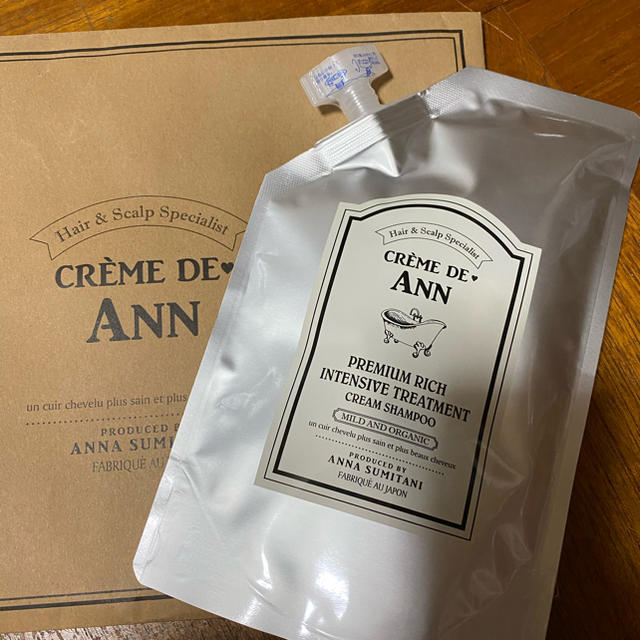 Hair & Scalp Specialist
CRÈME DE♥
ANN
un cuir chevelu plus sain et plus
PRODUCED BY
ANNA SUMITANI
FABRIQUÉ AU
Hair & Scalp Specialist
CRÈME DE♥
ANN
PREMIUM RICH
INTENSIVE TREATMENT
CREAM SHAMPOO
MILD AND ORGANIC
un cuir chevelu plus sain et plus beaux cheveux
PRODUCED BY
ANNA SUMITANI
FABRIQUÉ AU JAPON